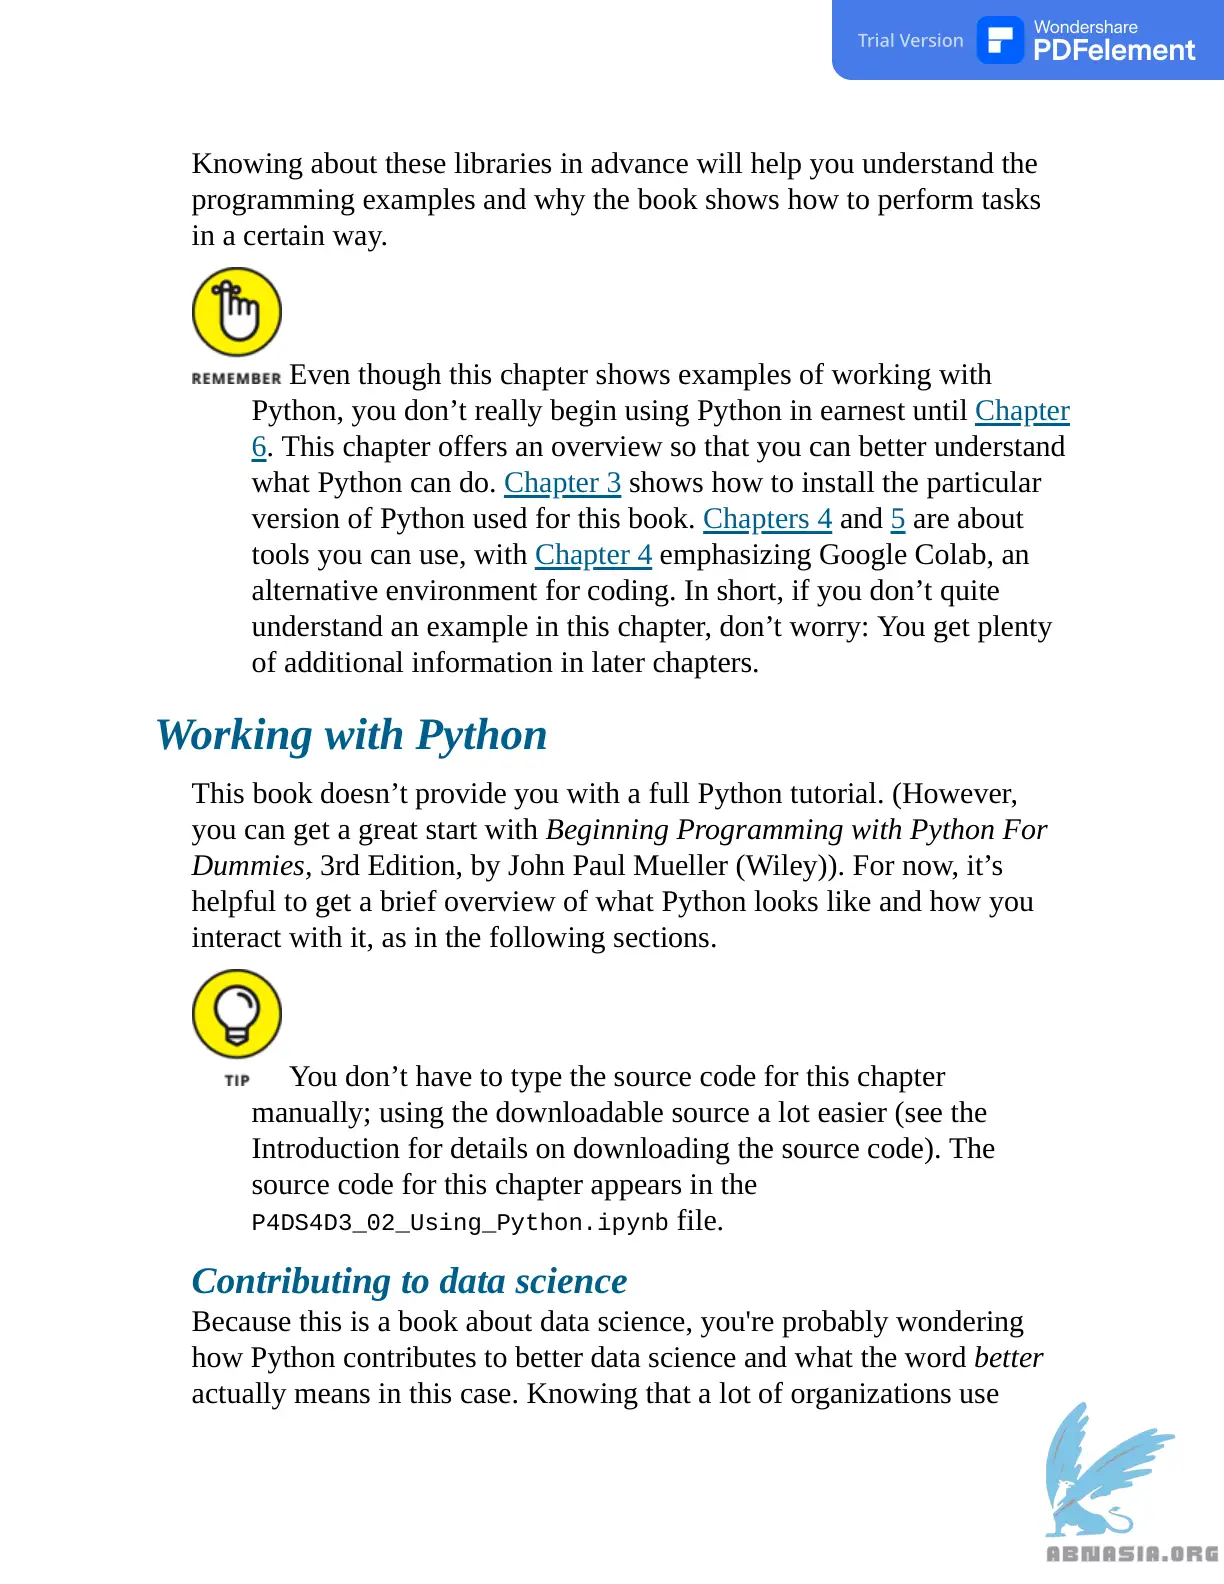 Trial Version
Wondershare
PDFelement
Knowing about these libraries in advance will help you understand the
programming examples and why the book shows how to perform tasks
in a certain way.
REMEMBER Even though this chapter shows examples of working with
Python, you don’t really begin using Python in earnest until Chapter
6. This chapter offers an overview so that you can better understand
what Python can do. Chapter 3 shows how to install the particular
version of Python used for this book. Chapters 4 and 5 are about
tools you can use, with Chapter 4 emphasizing Google Colab, an
alternative environment for coding. In short, if you don’t quite
understand an example in this chapter, don’t worry: You get plenty
of additional information in later chapters.
Working with Python
This book doesn’t provide you with a full Python tutorial. (However,
you can get a great start with Beginning Programming with Python For
Dummies, 3rd Edition, by John Paul Mueller (Wiley)). For now, it’s
helpful to get a brief overview of what Python looks like and how you
interact with it, as in the following sections.
TIP You don’t have to type the source code for this chapter
manually; using the downloadable source a lot easier (see the
Introduction for details on downloading the source code). The
source code for this chapter appears in the
P4DS4D3_02_Using_Python.ipynb file.
Contributing to data science
Because this is a book about data science, you're probably wondering
how Python contributes to better data science and what the word better
actually means in this case. Knowing that a lot of organizations use
ABNASIA.ORG